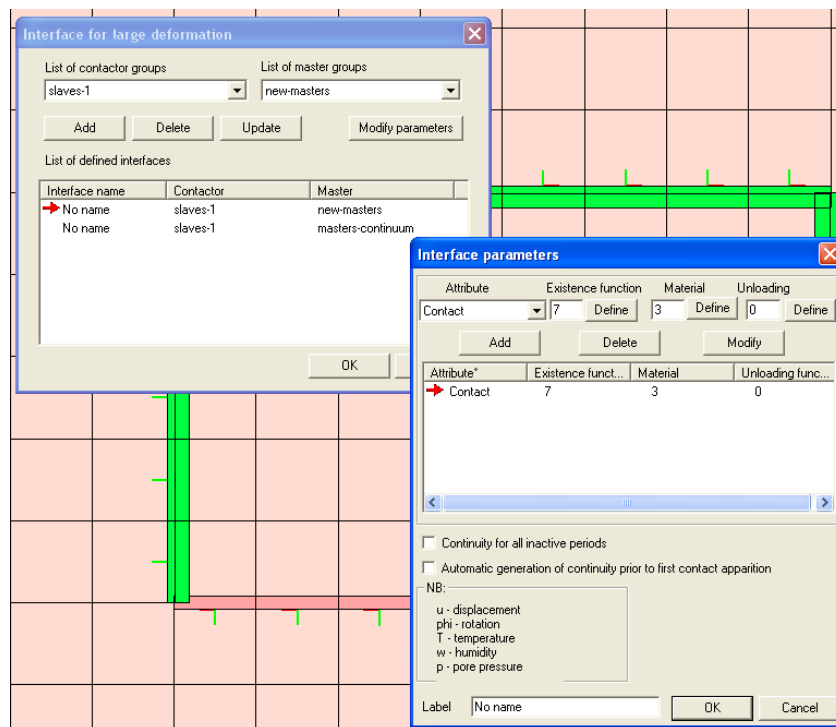 Interface for large deformation
List of contactor groups List of master groups
slaves-1 new-masters
Add Delete Update Modify parameters
List of defined interfaces
Interface name Contactor Master
No name slaves-1 new-masters
No name slaves-1 masters-continuum
OK
Interface parameters
Attribute Existence function Material Unloading
Contact 7 Define 3 Define 0 Define
Add Delete Modify
Attribute* Existence funct... Material Unloading func...
Contact 7 3 0
Continuity for all inactive periods
Automatic generation of continuity prior to first contact apparition
NB:
u - displacement
phi - rotation
T - temperature
w - humidity
p - pore pressure
Label No name OK Cancel